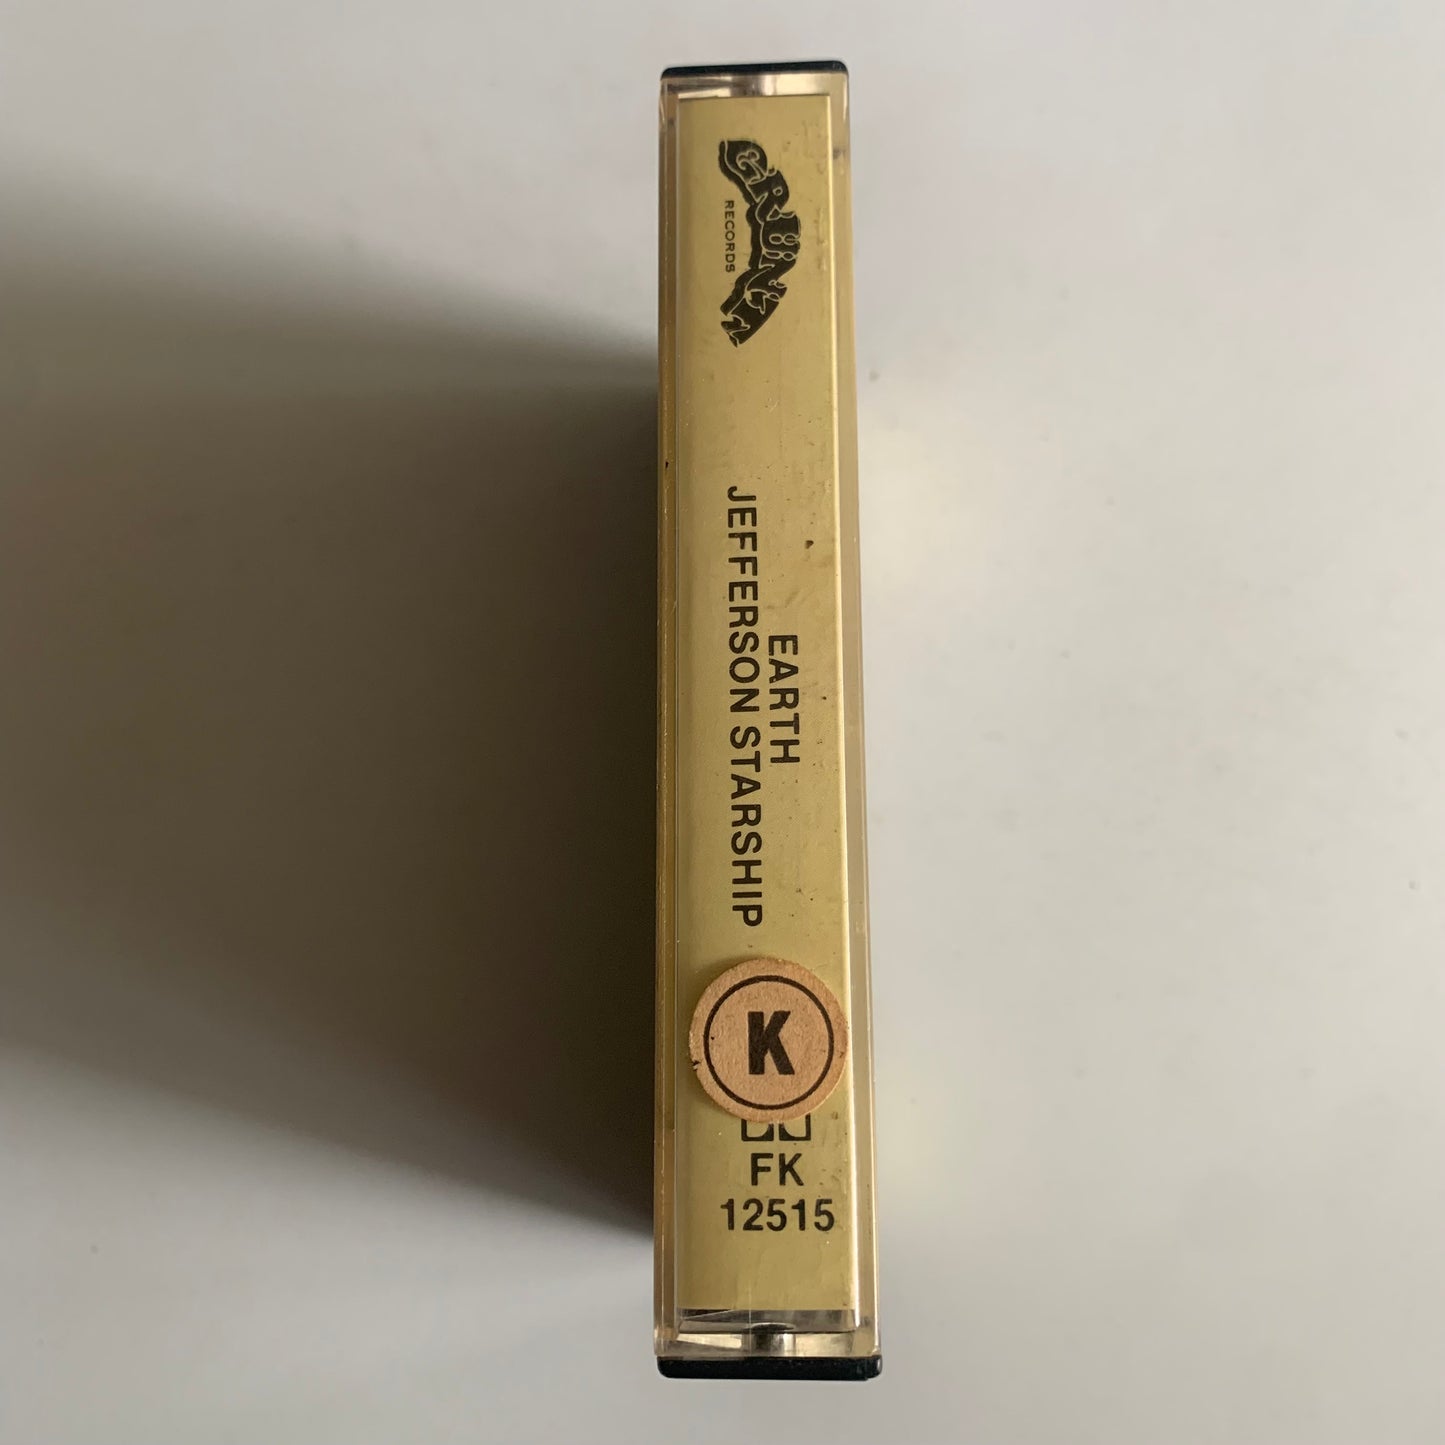 GRUNT
RECORDS
EARTH
JEFFERSON STARSHIP
K
FK
12515